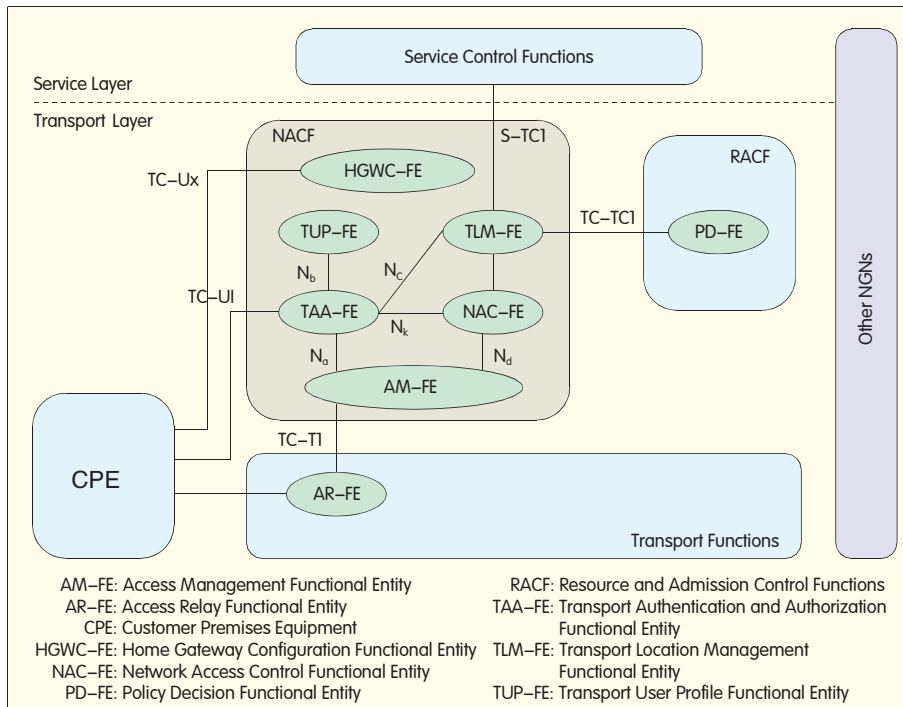 Service Control Functions
Service Layer
Transport Layer
NACF
S–TC1
RACF
HGWC–FE
TC–Ux
TUP–FE
TLM–FE
TC–TC1
PD–FE
Other NGNs
Nb
NC
TC–UI
TAA–FE
Nk
NAC–FE
Na
Nd
AM–FE
TC–T1
CPE
AR–FE
Transport Functions
AM–FE: Access Management Functional Entity
AR–FE: Access Relay Functional Entity
CPE: Customer Premises Equipment
HGWC–FE: Home Gateway Configuration Functional Entity
NAC–FE: Network Access Control Functional Entity
PD–FE: Policy Decision Functional Entity
RACF: Resource and Admission Control Functions
TAA–FE: Transport Authentication and Authorization
Functional Entity
TLM–FE: Transport Location Management
Functional Entity
TUP–FE: Transport User Profile Functional Entity